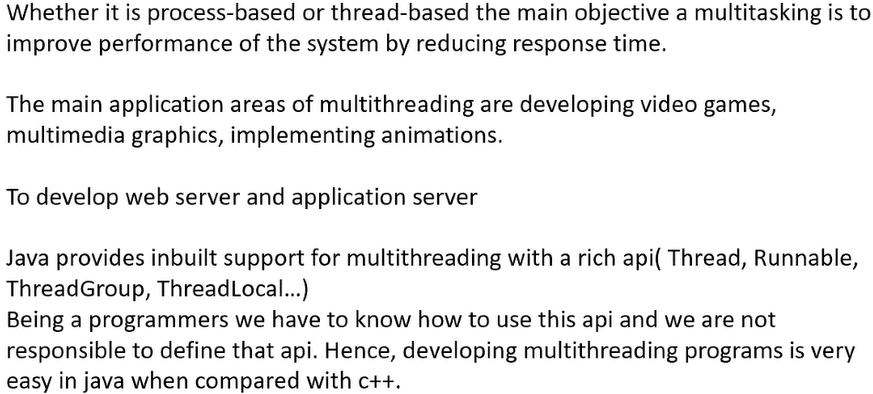 Whether it is process-based or thread-based the main objective a multitasking is to
improve performance of the system by reducing response time.
The main application areas of multithreading are developing video games,
multimedia graphics, implementing animations.
To develop web server and application server
Java provides inbuilt support for multithreading with a rich api( Thread, Runnable,
ThreadGroup, ThreadLocal...)
Being a programmers we have to know how to use this api and we are not
responsible to define that api. Hence, developing multithreading programs is very
easy in java when compared with c++.